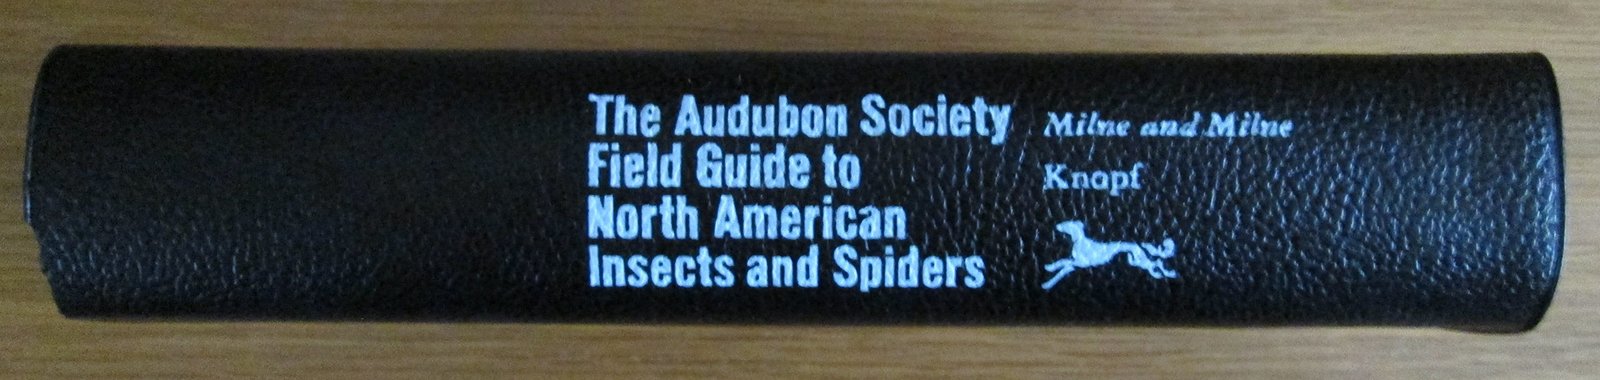 The Audubon Society
Field Guide to
North American
Insects and Spiders
Milne and Milne
Knopf